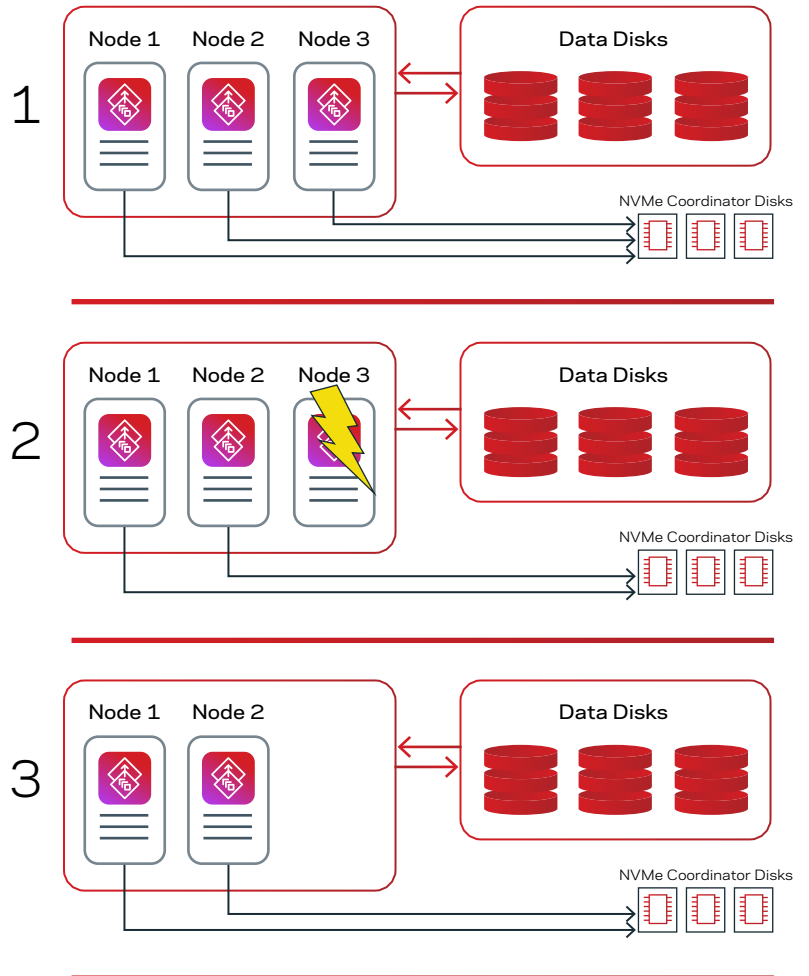 Node 1 Node 2 Node 3 Data Disks
1
NVMe Coordinator Disks
Node 1 Node 2 Node 3 Data Disks
2
NVMe Coordinator Disks
Node 1 Node 2 Data Disks
3
NVMe Coordinator Disks